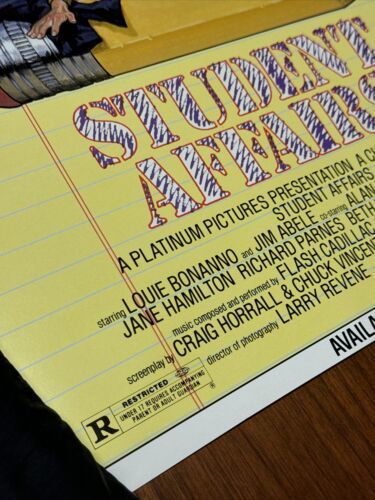 STUDENT
AFFAIRS
A PLATINUM PICTURES PRESENTATION A
STUDENT AFFAIRS
starring LOUIE BONANNO and JIM ABELE co-starring ALAN
JANE HAMILTON RICHARD PARNES BETH
music composed and performed by FLASH CADILLAC
screenplay by CRAIG HORRALL & CHUCK VINCENT
director of photography LARRY REVENE
R
RESTRICTED
UNDER 17 REQUIRES ACCOMPANYING
PARENT OR ADULT GUARDIAN
®
AVAILA